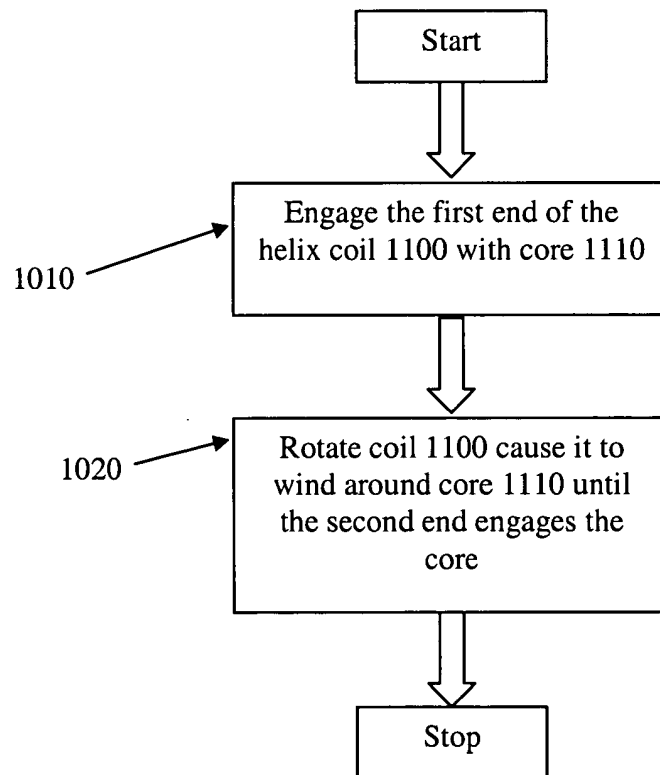 Start
Engage the first end of the
helix coil 1100 with core 1110
1010
Rotate coil 1100 cause it to
wind around core 1110 until
the second end engages the
core
1020
Stop